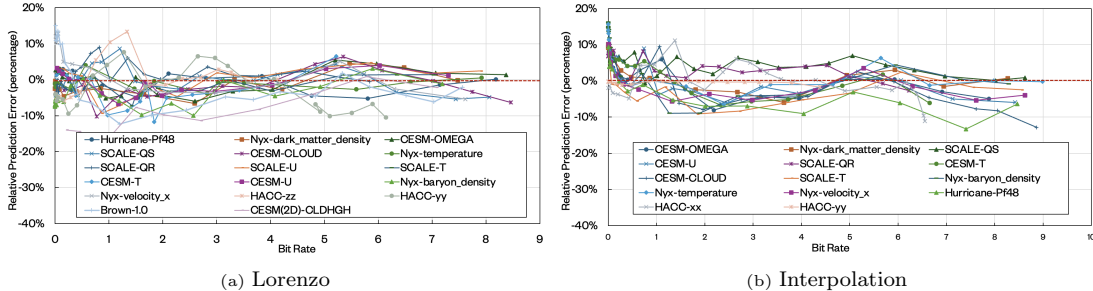 20%
10%
0%
-10%
-20%
-30%
-40%
Relative Prediction Error (percentage)
Hurricane-Pf48 Nyx-dark_matter_density CESM-OMEGA
SCALE-QS CESM-CLOUD Nyx-temperature
SCALE-QR SCALE-U SCALE-T
CESM-T CESM-U Nyx-baryon_density
Nyx-velocity_x HACC-zz HACC-yy
Brown-1.0 CESM(2D)-CLDHGH
0 1 2 3 4 5 6 7 8 9
Bit Rate
(a) Lorenzo
20%
10%
0%
-10%
-20%
-30%
-40%
Relative Prediction Error (percentage)
CESM-OMEGA Nyx-dark_matter_density SCALE-QS
CESM-U SCALE-QR CESM-T
CESM-CLOUD SCALE-T Nyx-baryon_density
Nyx-temperature Nyx-velocity_x Hurricane-Pf48
HACC-xx HACC-yy
0 1 2 3 4 5 6 7 8 9 10
Bit Rate
(b) Interpolation